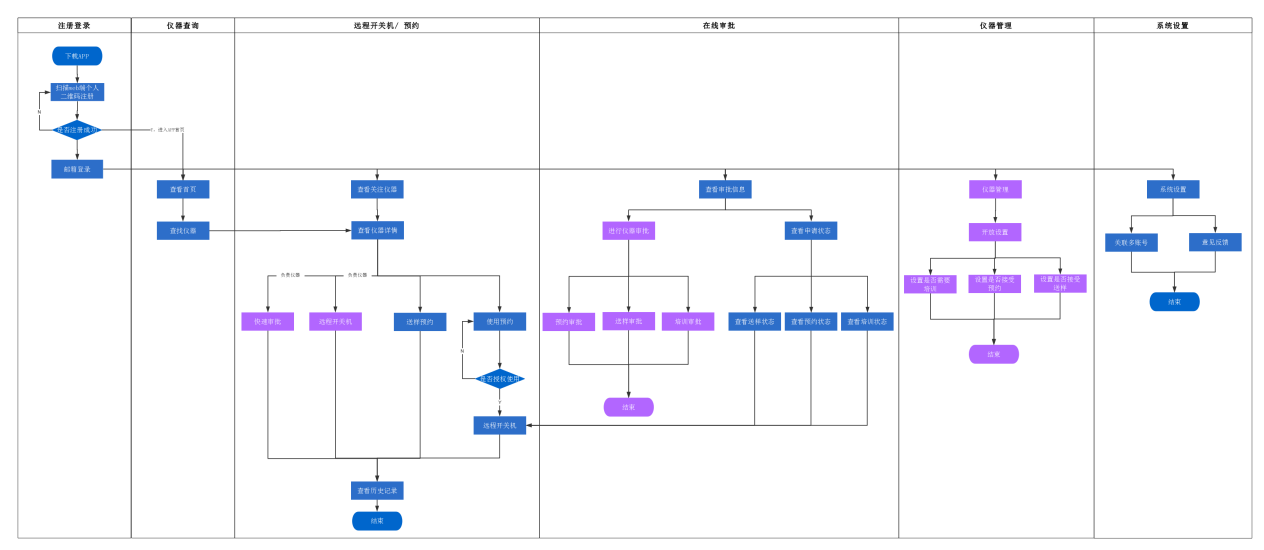 注册登录
仪器查询
远程开关机/ 预约
在线审批
仪器管理
系统设置
下载APP
扫描web端个人
二维码注册
N
是否注册成功
Y，进入APP首页
邮箱登录
查看首页
查找仪器
查看关注仪器
查看仪器详情
负责仪器
负责仪器
快速审批
远程开关机
送样预约
使用预约
N
是否授权使用
Y
远程开关机
查看历史记录
结束
查看审批信息
进行仪器审批
查看申请状态
预约审批
送样审批
培训审批
查看送样状态
查看预约状态
查看培训状态
结束
仪器管理
开放设置
设置是否需要
培训
设置是否接受
预约
设置是否接受
送样
结束
系统设置
关联多账号
意见反馈
结束